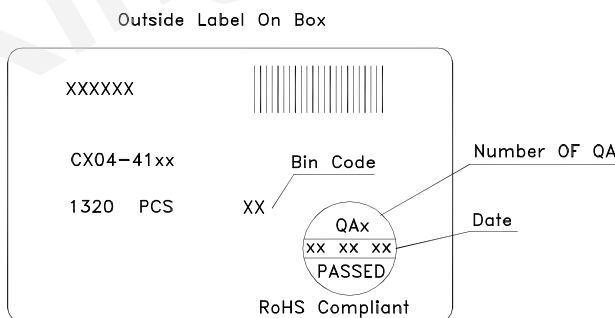 Outside Label On Box
XXXXXX
CX04-41xx
Bin Code
Number OF QA
1320 PCS
XX
QAx
Date
XX XX XX
PASSED
RoHS Compliant